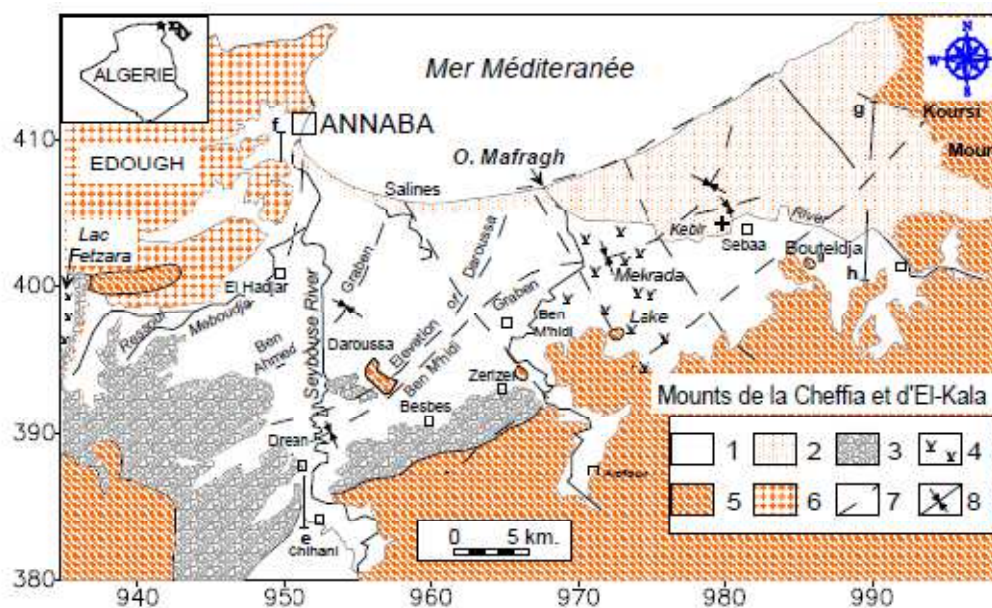 ALGERIE
Mer Méditeranée
N
W
E
S
ANNABA
f
g
Koursi
410
EDOUGH
O. Mafragh
Mour
Salines
Lac
Fetzara
Kebir
River
Sebaa
Bouteldja
h
400
El Hadjar
Graben
Daroussa
Mekrada
Lake
Ressoul
Meboudja
Seybouse River
Elevation of
Graben
Ben
M'hidi
Ben
Ahmed
Daroussa
Ben M'hidi
Zerizer
Besbes
Mounts de la Cheffia et d'El-Kala
390
Drean
1 2 3 4
5 6 7 8
e
Chihani
0 5 km.
380
940 950 960 970 980 990